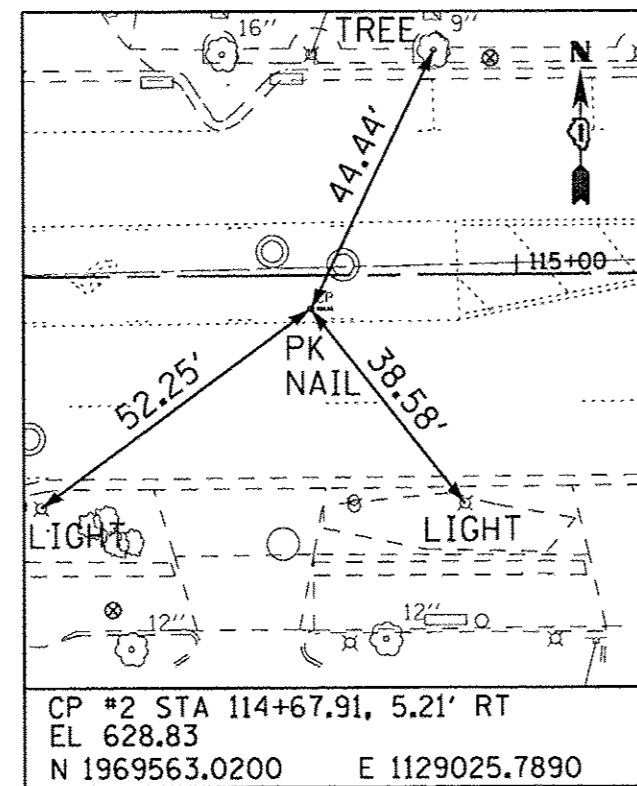 16'' TREE 9''
N
44.44'
115+00
CP
PK
NAIL
52.25'
38.58'
LIGHT
LIGHT
12''
12''
CP #2 STA 114+67.91, 5.21' RT
EL 628.83
N 1969563.0200 E 1129025.7890